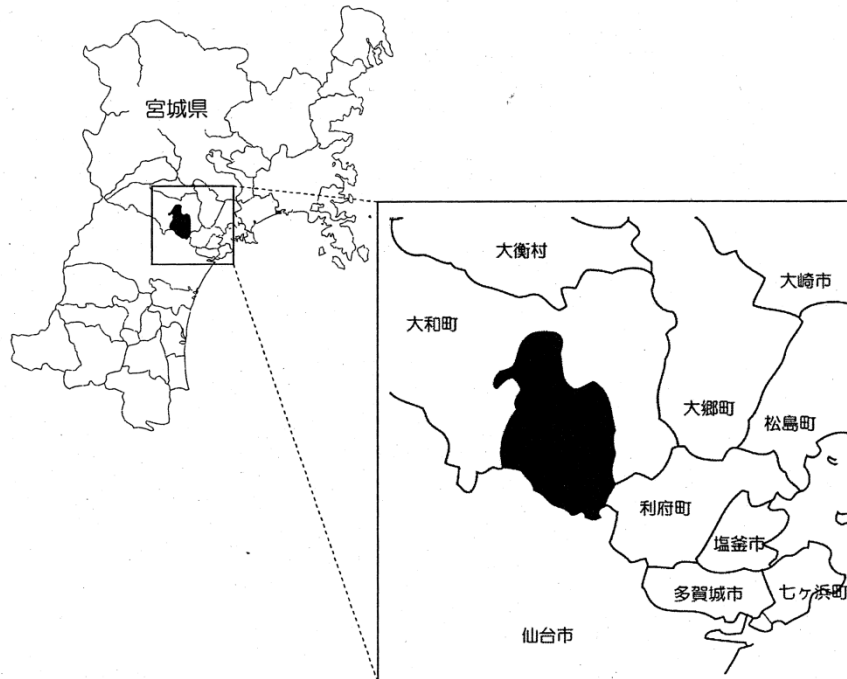 宮城県
大衡村
大崎市
大和町
大郷町
松島町
利府町
塩釜市
多賀城市
七ヶ浜町
仙台市